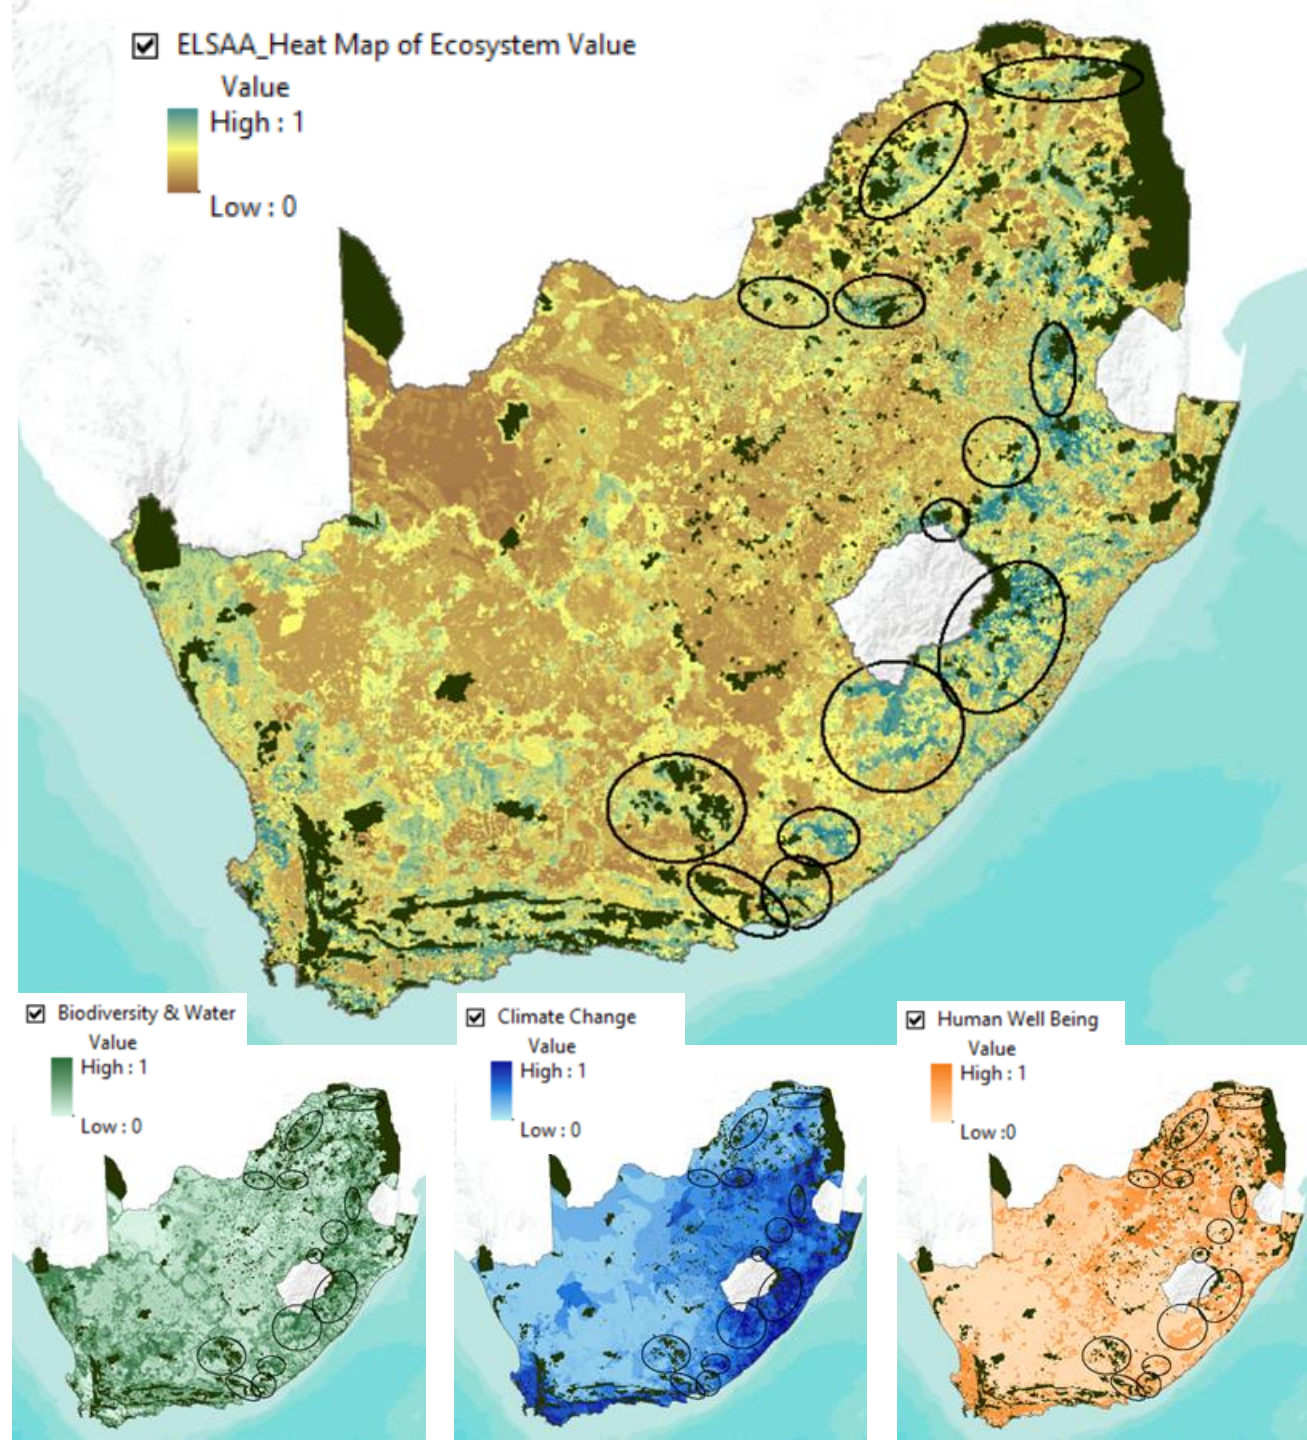 ELSAA_Heat Map of Ecosystem Value
Value
High : 1
Low : 0
Biodiversity & Water
Value
High : 1
Low : 0
Climate Change
Value
High : 1
Low : 0
Human Well Being
Value
High : 1
Low :0